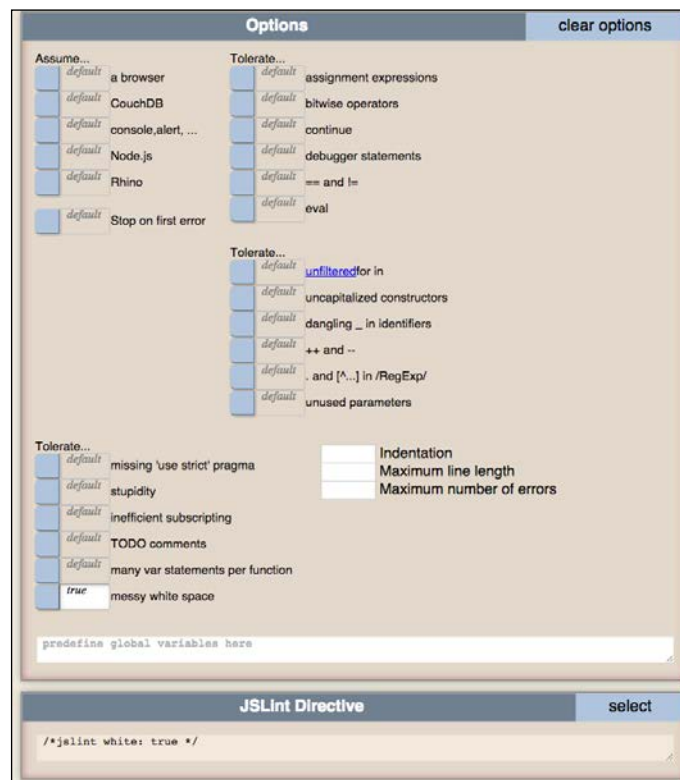 Options
clear options
Assume...
default a browser
default CouchDB
default console,alert, ...
default Node.js
default Rhino
default Stop on first error
Tolerate...
default assignment expressions
default bitwise operators
default continue
default debugger statements
default == and !=
default eval
Tolerate...
default unfilteredfor in
default uncapitalized constructors
default dangling _ in identifiers
default ++ and --
default . and [^...] in /RegExp/
default unused parameters
Tolerate...
default missing 'use strict' pragma
default stupidity
default inefficient subscripting
default TODO comments
default many var statements per function
true messy white space
Indentation
Maximum line length
Maximum number of errors
predefine global variables here
JSLint Directive
select
/*jslint white: true */